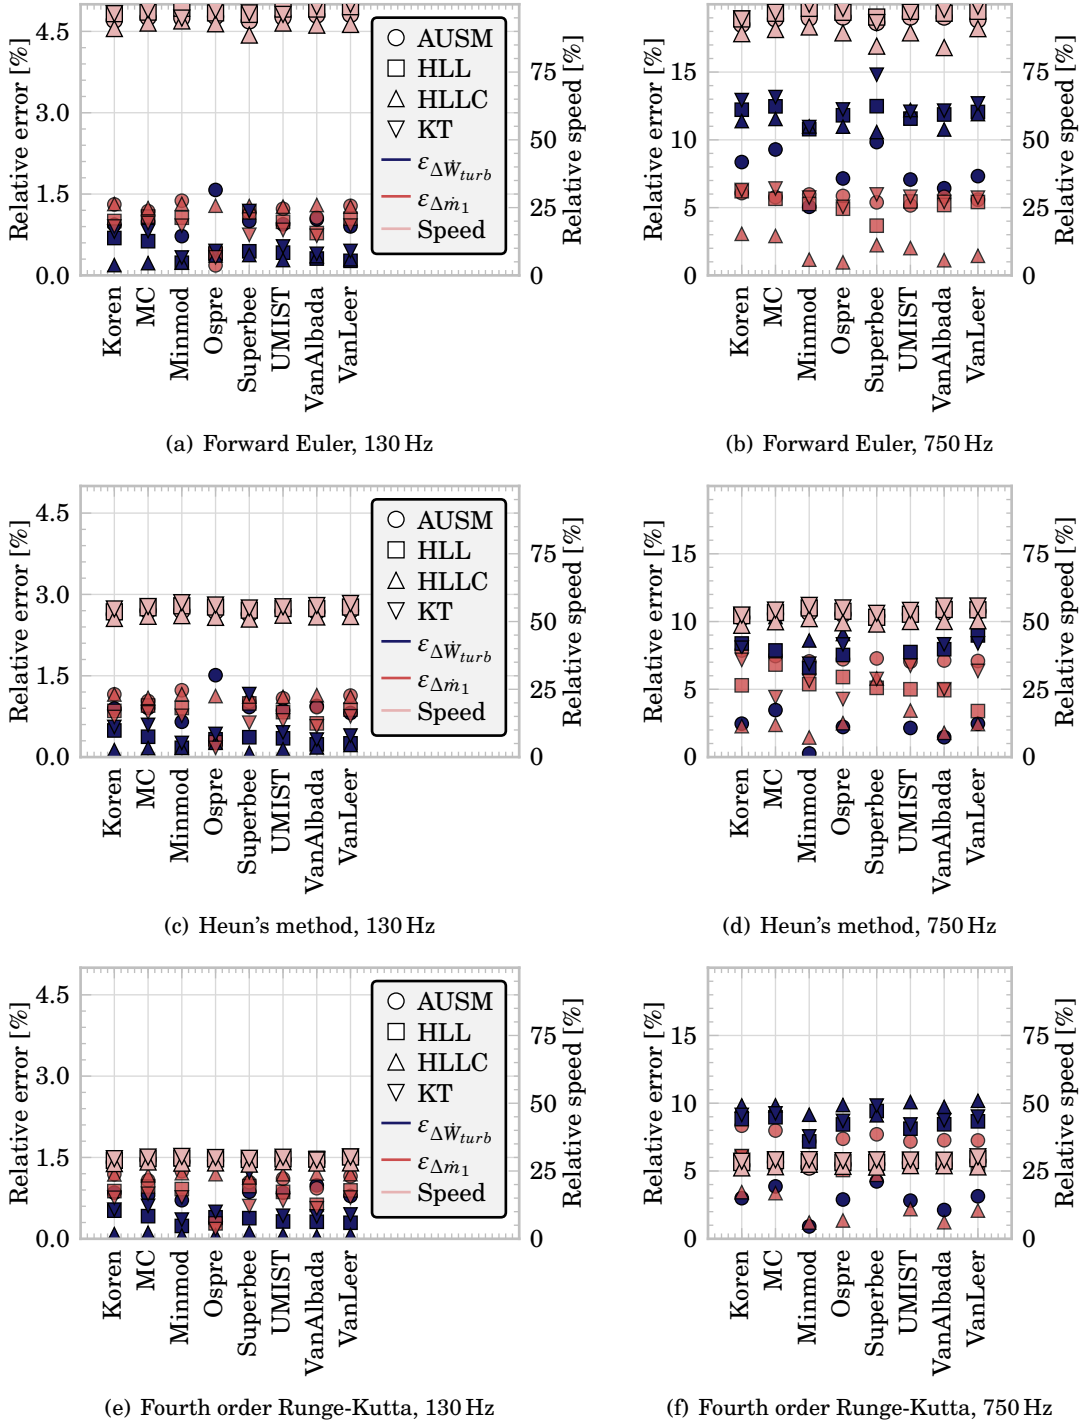 Relative error [%]
4.5
3.0
1.5
0.0
AUSM
HLL
HLLC
KT
εΔẆturb
εΔṁ1
Speed
75
50
25
0
Relative speed [%]
Koren
MC
Minmod
Ospre
Superbee
UMIST
VanAlbada
VanLeer
(a) Forward Euler, 130 Hz
Relative error [%]
15
10
5
0
75
50
25
0
Relative speed [%]
Koren
MC
Minmod
Ospre
Superbee
UMIST
VanAlbada
VanLeer
(b) Forward Euler, 750 Hz
Relative error [%]
4.5
3.0
1.5
0.0
AUSM
HLL
HLLC
KT
εΔẆturb
εΔṁ1
Speed
75
50
25
0
Relative speed [%]
Koren
MC
Minmod
Ospre
Superbee
UMIST
VanAlbada
VanLeer
(c) Heun's method, 130 Hz
Relative error [%]
15
10
5
0
75
50
25
0
Relative speed [%]
Koren
MC
Minmod
Ospre
Superbee
UMIST
VanAlbada
VanLeer
(d) Heun's method, 750 Hz
Relative error [%]
4.5
3.0
1.5
0.0
AUSM
HLL
HLLC
KT
εΔẆturb
εΔṁ1
Speed
75
50
25
0
Relative speed [%]
Koren
MC
Minmod
Ospre
Superbee
UMIST
VanAlbada
VanLeer
(e) Fourth order Runge-Kutta, 130 Hz
Relative error [%]
15
10
5
0
75
50
25
0
Relative speed [%]
Koren
MC
Minmod
Ospre
Superbee
UMIST
VanAlbada
VanLeer
(f) Fourth order Runge-Kutta, 750 Hz